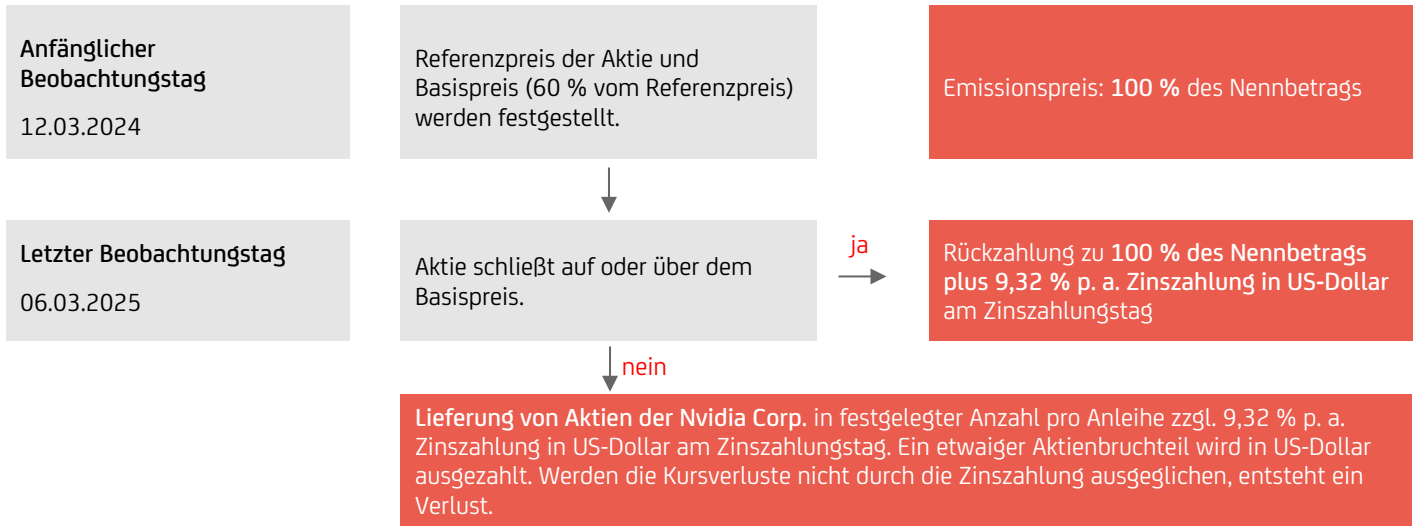 Anfänglicher
Beobachtungstag
12.03.2024
Referenzpreis der Aktie und
Basispreis (60 % vom Referenzpreis)
werden festgestellt.
Emissionspreis: 100 % des Nennbetrags
Letzter Beobachtungstag
06.03.2025
Aktie schließt auf oder über dem
Basispreis.
ja
Rückzahlung zu 100 % des Nennbetrags
plus 9,32 % p. a. Zinszahlung in US-Dollar
am Zinszahlungstag
nein
Lieferung von Aktien der Nvidia Corp. in festgelegter Anzahl pro Anleihe zzgl. 9,32 % p. a.
Zinszahlung in US-Dollar am Zinszahlungstag. Ein etwaiger Aktienbruchteil wird in US-Dollar
ausgezahlt. Werden die Kursverluste nicht durch die Zinszahlung ausgeglichen, entsteht ein
Verlust.